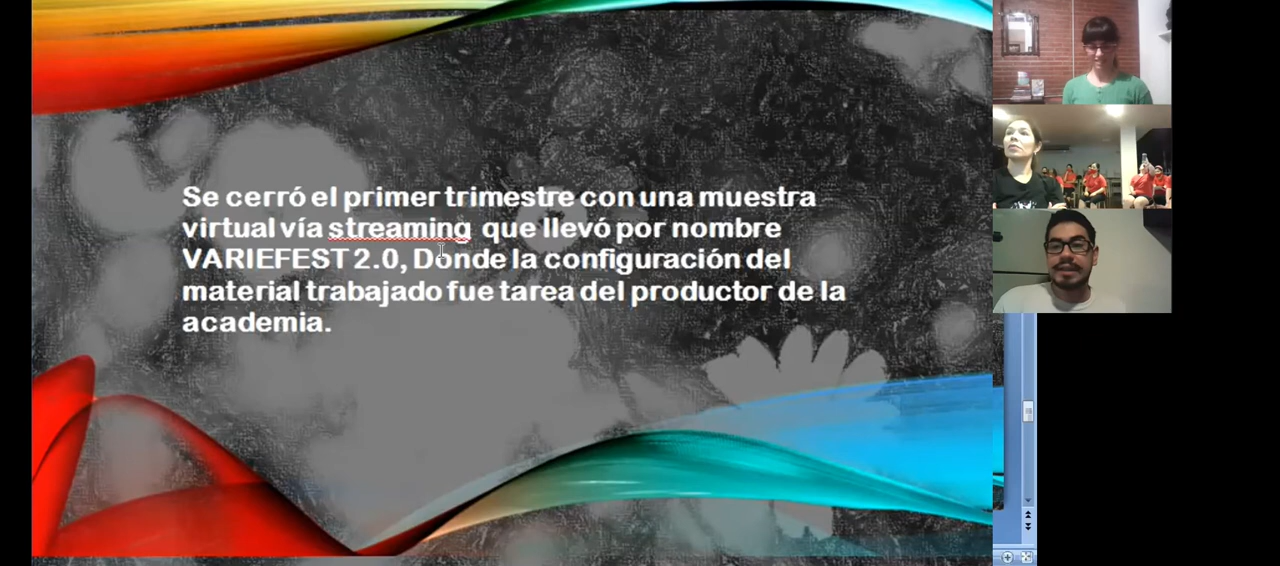 Se cerró el primer trimestre con una muestra
virtual vía streaming que llevó por nombre
VARIEFEST 2.0, Donde la configuración del
material trabajado fue tarea del productor de la
academia.